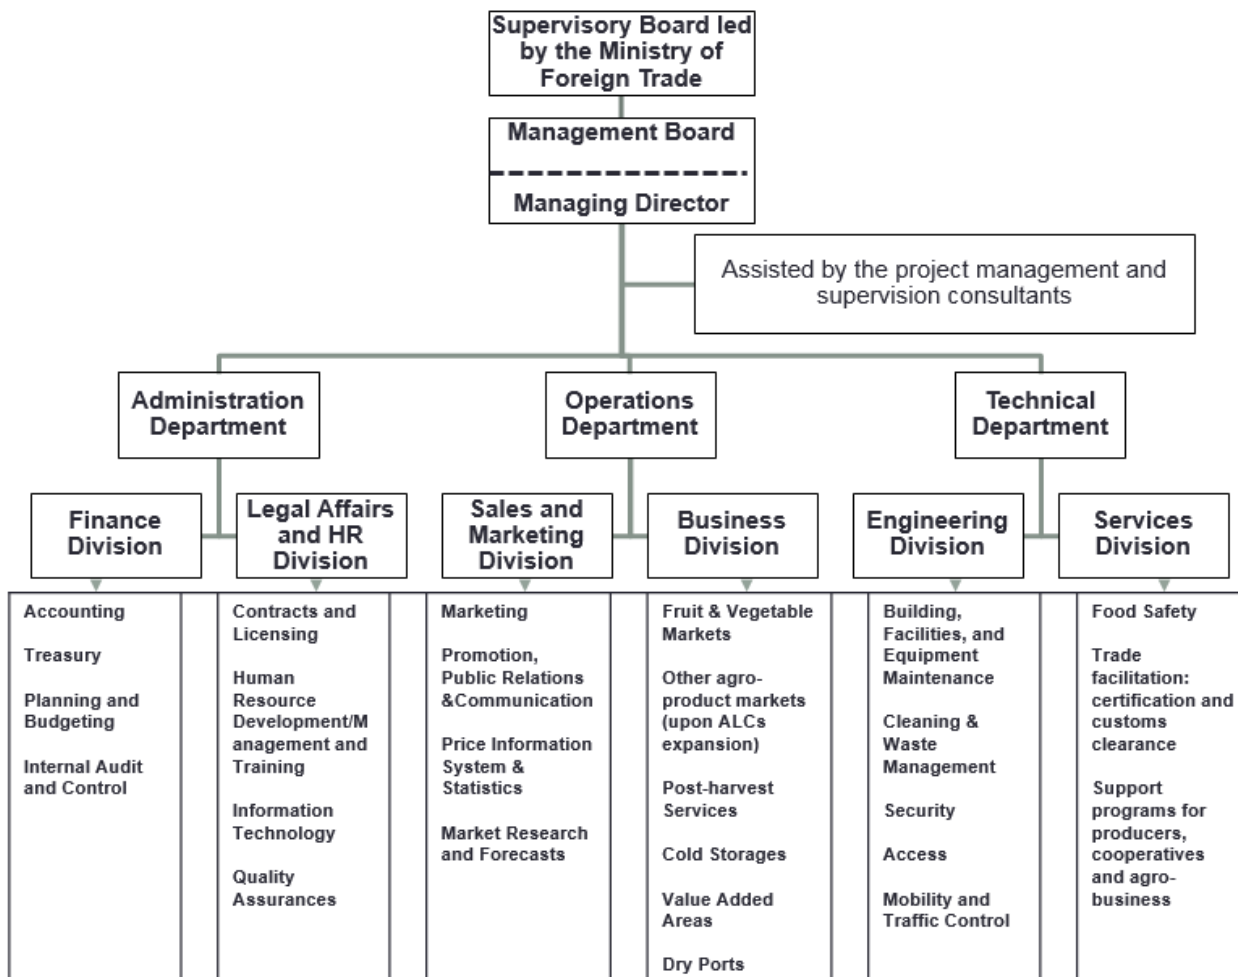 Supervisory Board led
by the Ministry of
Foreign Trade
Management Board
Managing Director
Assisted by the project management and
supervision consultants
Administration
Department
Operations
Department
Technical
Department
Finance
Division
Legal Affairs
and HR
Division
Sales and
Marketing
Division
Business
Division
Engineering
Division
Services
Division
Accounting
Treasury
Planning and
Budgeting
Internal Audit
and Control
Contracts and
Licensing
Human
Resource
Development/M
anagement and
Training
Information
Technology
Quality
Assurances
Marketing
Promotion,
Public Relations
&Communication
Price Information
System &
Statistics
Market Research
and Forecasts
Fruit & Vegetable
Markets
Other agro-
product markets
(upon ALCs
expansion)
Post-harvest
Services
Cold Storages
Value Added
Areas
Dry Ports
Building,
Facilities, and
Equipment
Maintenance
Cleaning &
Waste
Management
Security
Access
Mobility and
Traffic Control
Food Safety
Trade
facilitation:
certification and
customs
clearance
Support
programs for
producers,
cooperatives
and agro-
business